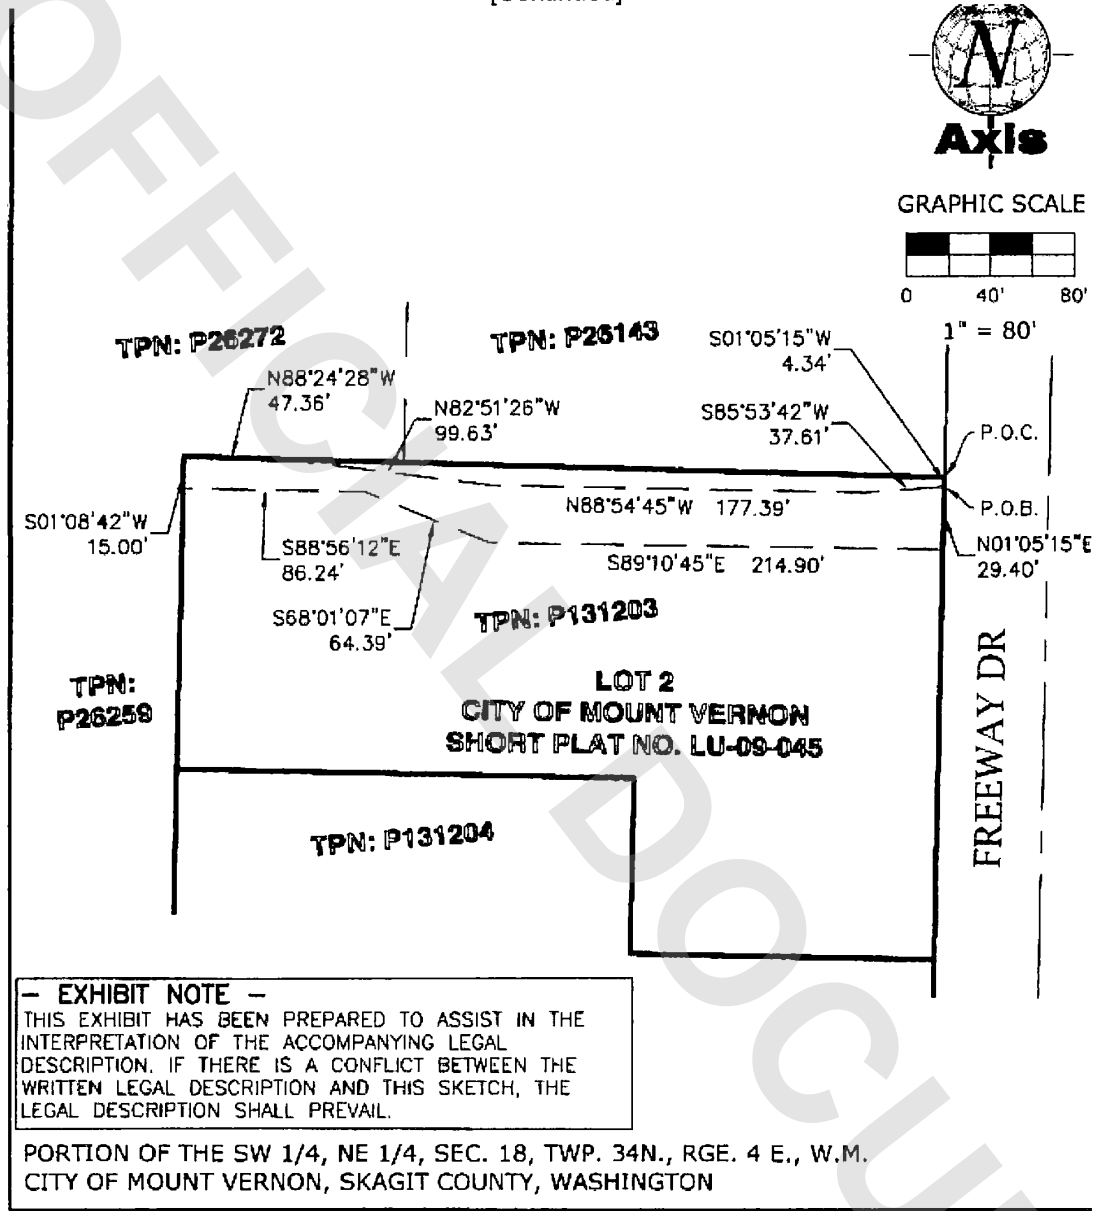 N
Axis
GRAPHIC SCALE
0 40' 80'
1" = 80'
TPN: P26272
TPN: P26143
S01°05'15"W
4.34'
N88°24'28"W
47.36'
N82°51'26"W
99.63'
S85°53'42"W
37.61'
P.O.C.
S01°08'42"W
15.00'
N88°54'45"W 177.39'
P.O.B.
S88°56'12"E
86.24'
S89°10'45"E 214.90'
N01°05'15"E
29.40'
S68°01'07"E
64.39'
TPN: P131203
TPN:
P26259
LOT 2
CITY OF MOUNT VERNON
SHORT PLAT NO. LU-09-045
FREEWAY DR
TPN: P131204
- EXHIBIT NOTE -
THIS EXHIBIT HAS BEEN PREPARED TO ASSIST IN THE
INTERPRETATION OF THE ACCOMPANYING LEGAL
DESCRIPTION. IF THERE IS A CONFLICT BETWEEN THE
WRITTEN LEGAL DESCRIPTION AND THIS SKETCH, THE
LEGAL DESCRIPTION SHALL PREVAIL.
PORTION OF THE SW 1/4, NE 1/4, SEC. 18, TWP. 34N., RGE. 4 E., W.M.
CITY OF MOUNT VERNON, SKAGIT COUNTY, WASHINGTON
OFFICIAL DOCU